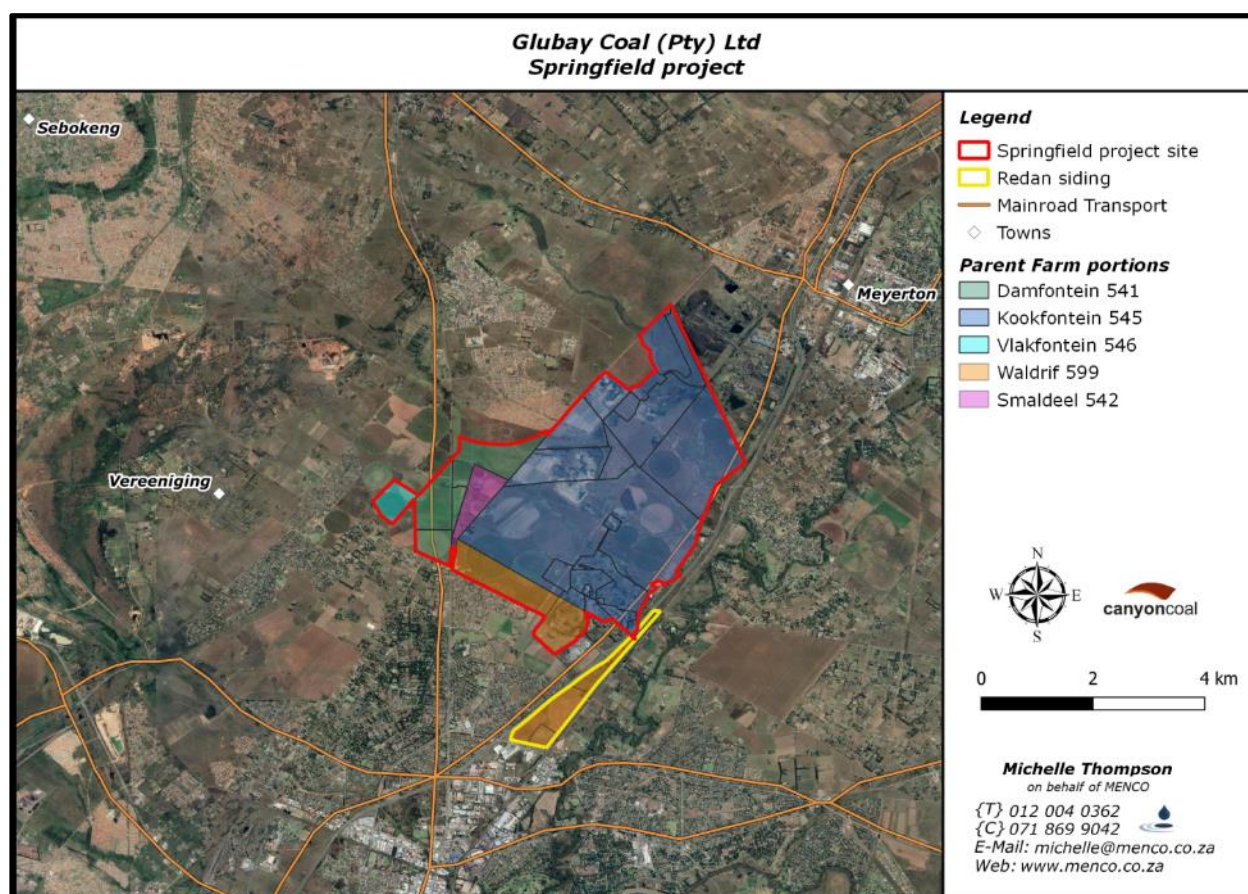 Glubay Coal (Pty) Ltd
Springfield project
Sebokeng
Meyerton
Vereeniging
Legend
Springfield project site
Redan siding
Mainroad Transport
Towns
Parent Farm portions
Damfontein 541
Kookfontein 545
Vlakfontein 546
Waldrif 599
Smaldeel 542
N
W E
S
canyoncoal
0 2 4 km
Michelle Thompson
on behalf of MENCO
{T} 012 004 0362
{C} 071 869 9042
E-Mail: michelle@menco.co.za
Web: www.menco.co.za